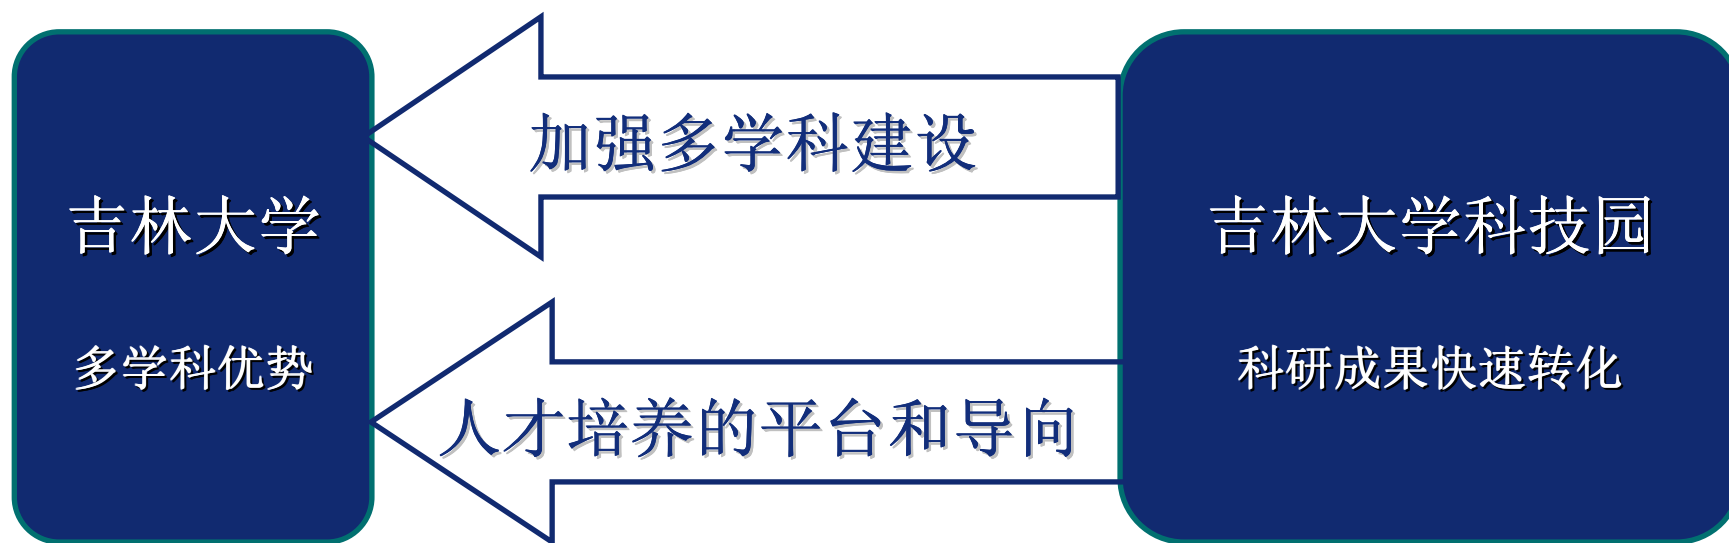 吉林大学
多学科优势
加强多学科建设
人才培养的平台和导向
吉林大学科技园
科研成果快速转化